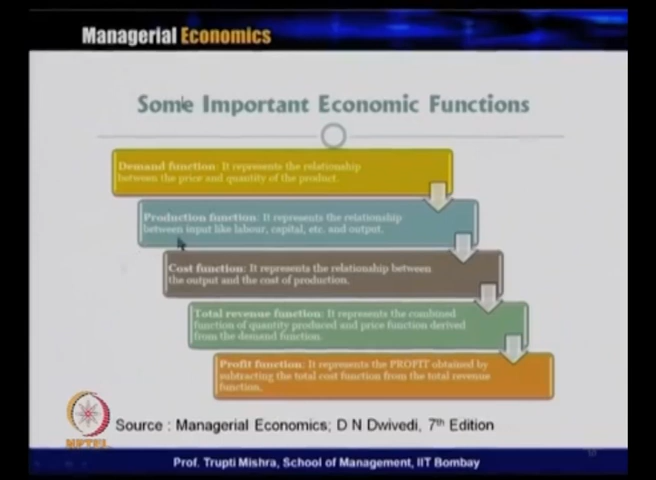 Managerial Economics
Some Important Economic Functions
Demand function: It represents the relationship
between the price and quantity of the product.
Production function: It represents the relationship
between input like labour, capital, etc. and output.
Cost function: It represents the relationship between
the output and the cost of production.
Total revenue function: It represents the combined
function of quantity produced and price function derived
from the demand function.
Profit function: It represents the PROFIT obtained by
subtracting the total cost function from the total revenue
function.
Source : Managerial Economics; D N Dwivedi, 7th Edition
NPTEL
Prof. Trupti Mishra, School of Management, IIT Bombay